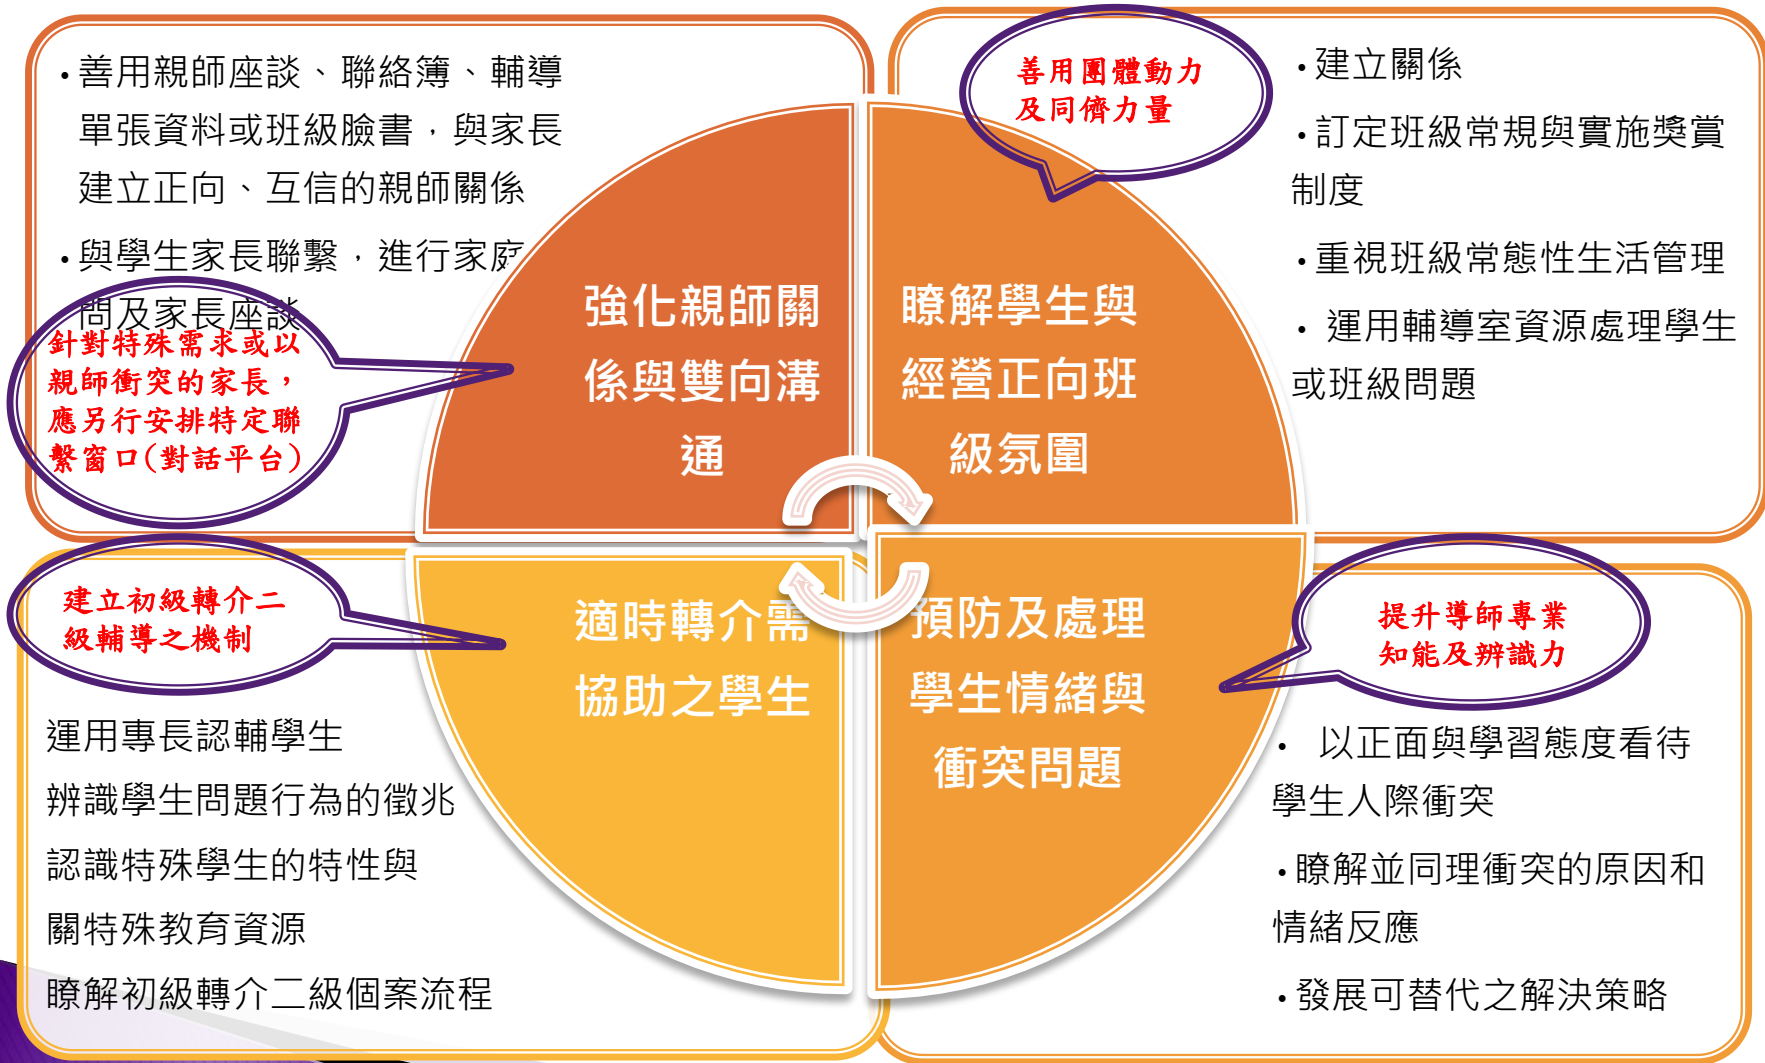 •善用親師座談、聯絡簿、輔導
單張資料或班級臉書，與家長
建立正向、互信的親師關係
•與學生家長聯繫，進行家庭
問及家長座談
針對特殊需求或以
親師衝突的家長，
應另行安排特定聯
繫窗口(對話平台)
強化親師關
係與雙向溝
通
善用團體動力
及同儕力量
•建立關係
•訂定班級常規與實施獎賞
制度
•重視班級常態性生活管理
• 運用輔導室資源處理學生
或班級問題
瞭解學生與
經營正向班
級氛圍
建立初級轉介二
級輔導之機制
運用專長認輔學生
辨識學生問題行為的徵兆
認識特殊學生的特性與
關特殊教育資源
瞭解初級轉介二級個案流程
適時轉介需
協助之學生
預防及處理
學生情緒與
衝突問題
提升導師專業
知能及辨識力
• 以正面與學習態度看待
學生人際衝突
•瞭解並同理衝突的原因和
情緒反應
•發展可替代之解決策略